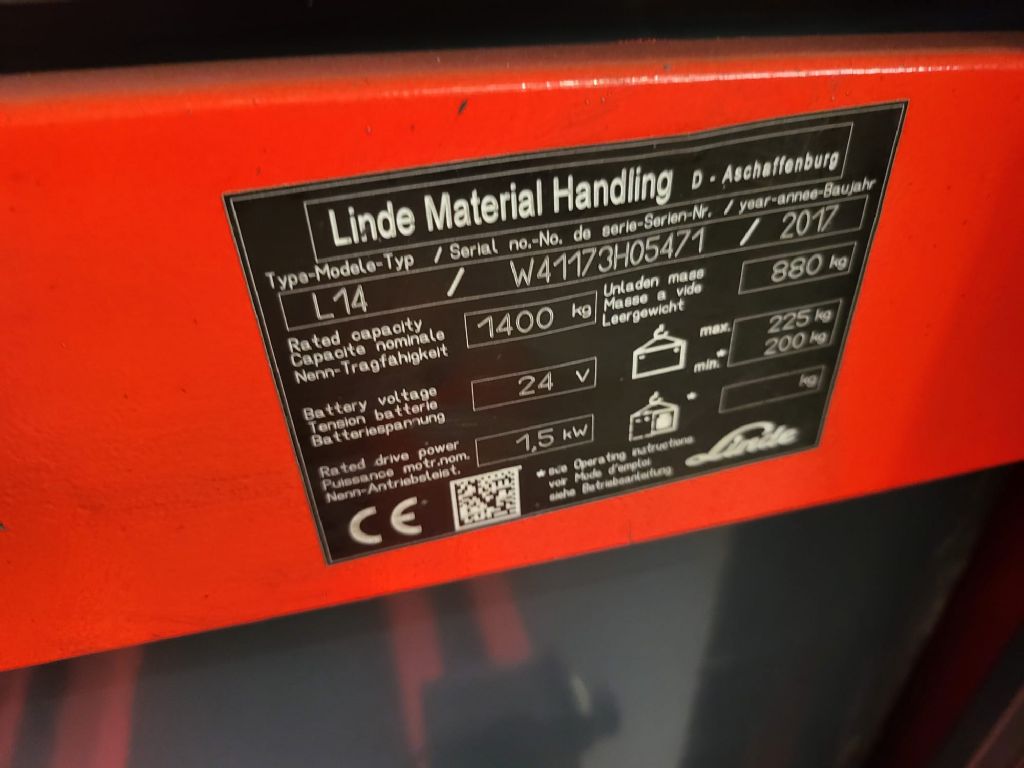 Linde Material Handling D - Aschaffenburg
Type-Modele-Typ / Serial no.-No. de serie-Serien-Nr. / year-annee-Baujahr
L14 / W41173H05471 / 2017
Rated capacity
Capacite nominale
Nenn-Tragfähigkeit
1400 kg
Unladen mass
Masse a vide
Leergewicht
880 kg
Battery voltage
Tension batterie
Batteriespannung
24 V
max. 225 kg
min.* 200 kg
* kg
Rated drive power
Puissance motr.nom.
Nenn-Antriebsleist.
1,5 kW
* see Operating instructions
voir Mode d'emploi
siehe Betriebsanleitung
Linde
CE